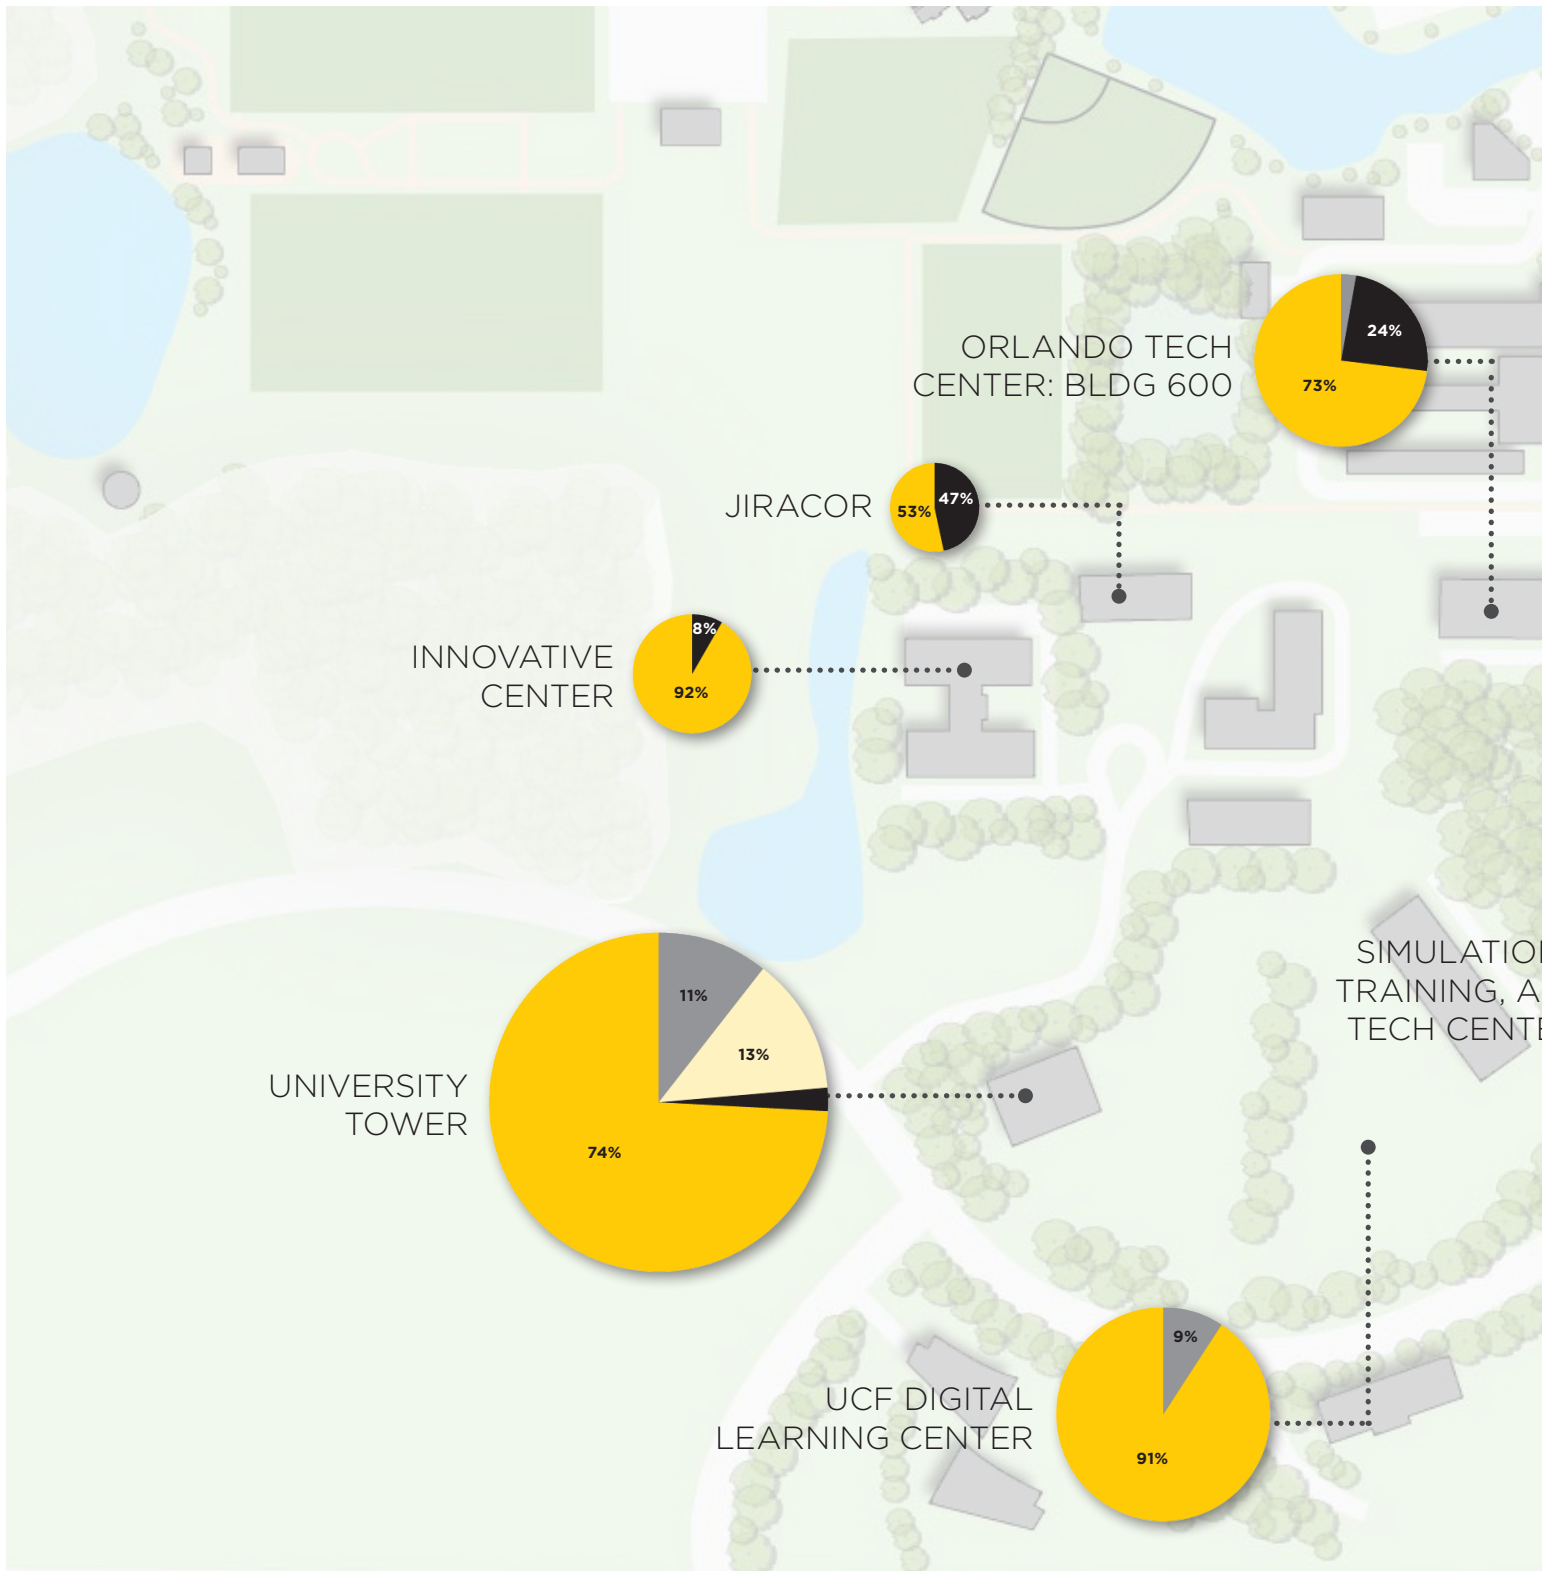 ORLANDO TECH
CENTER: BLDG 600
24%
73%
JIRACOR
47%
53%
INNOVATIVE
CENTER
8%
92%
SIMULATION
TRAINING, A
TECH CENTE
UNIVERSITY
TOWER
11%
13%
74%
UCF DIGITAL
LEARNING CENTER
9%
91%